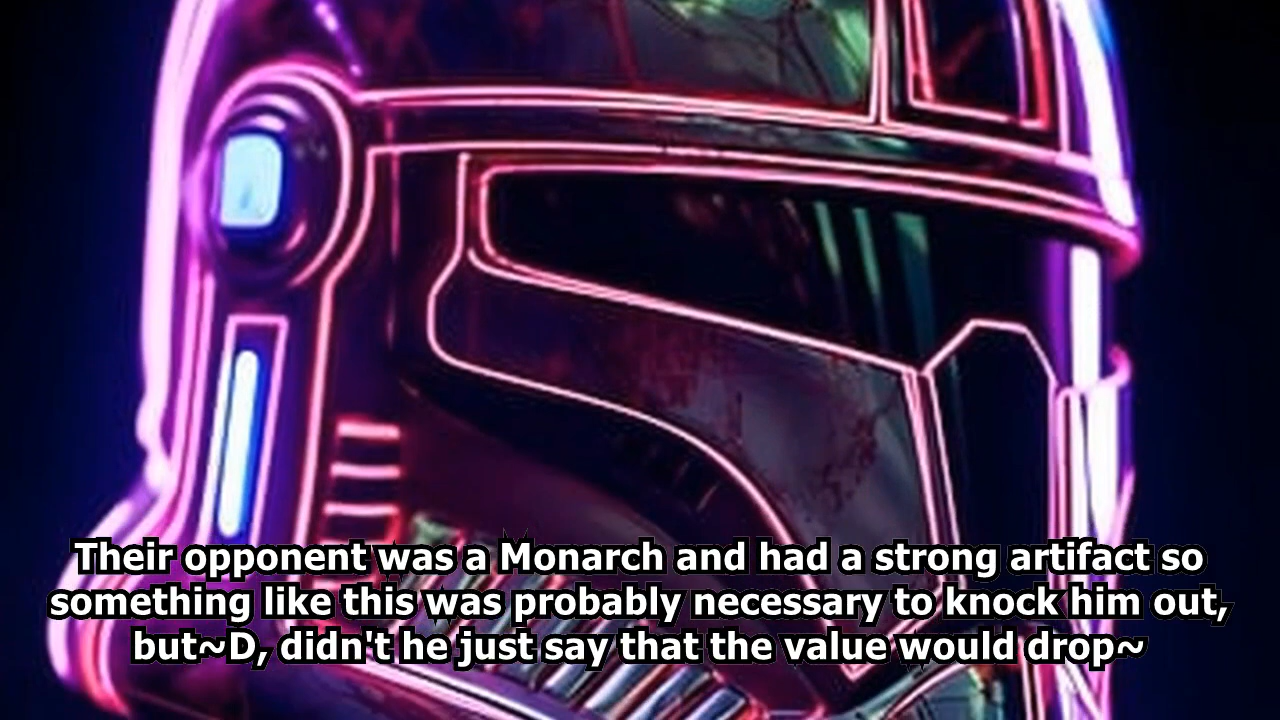 Their opponent was a Monarch and had a strong artifact so
something like this was probably necessary to knock him out,
but~D, didn't he just say that the value would drop~